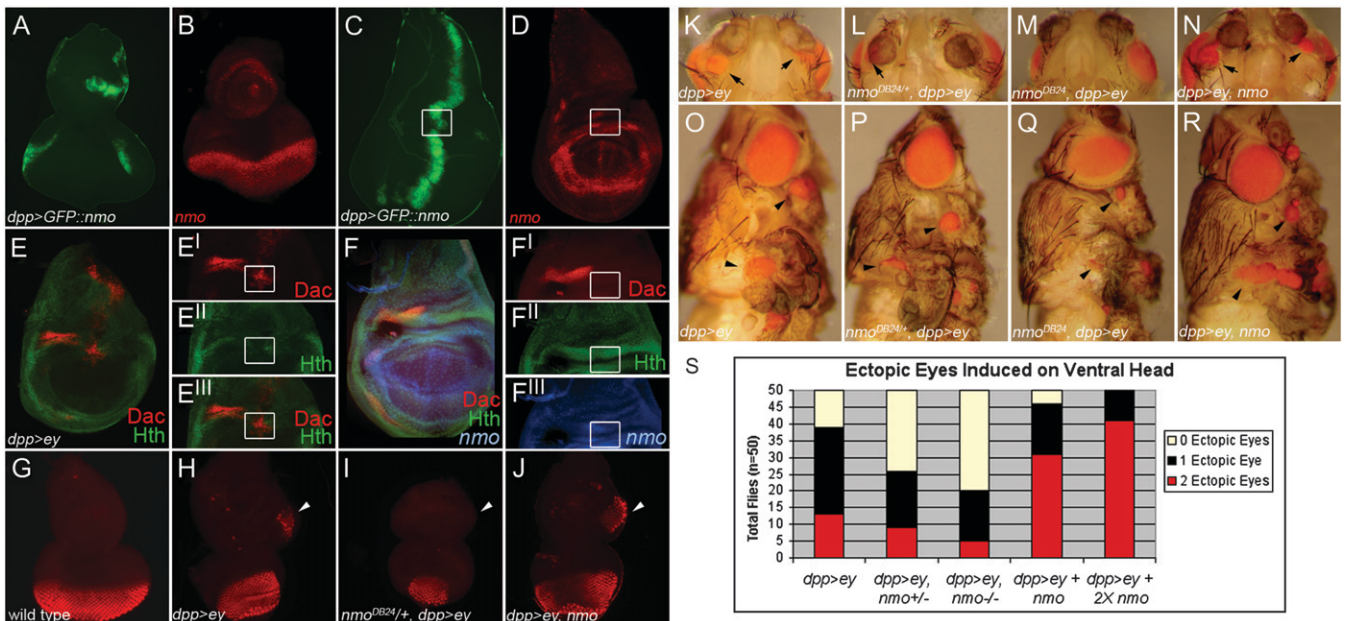 A
dpp>GFP::nmo
B
nmo
C
dpp>GFP::nmo
D
nmo
E
dpp>ey
Dac
Hth
E^I
Dac
E^II
Hth
E^III
Dac
Hth
F
Dac
Hth
nmo
F^I
Dac
F^II
Hth
F^III
nmo
G
wild type
H
dpp>ey
I
nmo^DB24/+, dpp>ey
J
dpp>ey, nmo
K
dpp>ey
L
nmo^DB24/+, dpp>ey
M
nmo^DB24, dpp>ey
N
dpp>ey, nmo
O
dpp>ey
P
nmo^DB24/+, dpp>ey
Q
nmo^DB24, dpp>ey
R
dpp>ey, nmo
S
Ectopic Eyes Induced on Ventral Head
Total Flies (n=50)
50
45
40
35
30
25
20
15
10
5
0
dpp>ey
dpp>ey,
nmo+/-
dpp>ey,
nmo-/-
dpp>ey +
nmo
dpp>ey +
2X nmo
0 Ectopic Eyes
1 Ectopic Eye
2 Ectopic Eyes